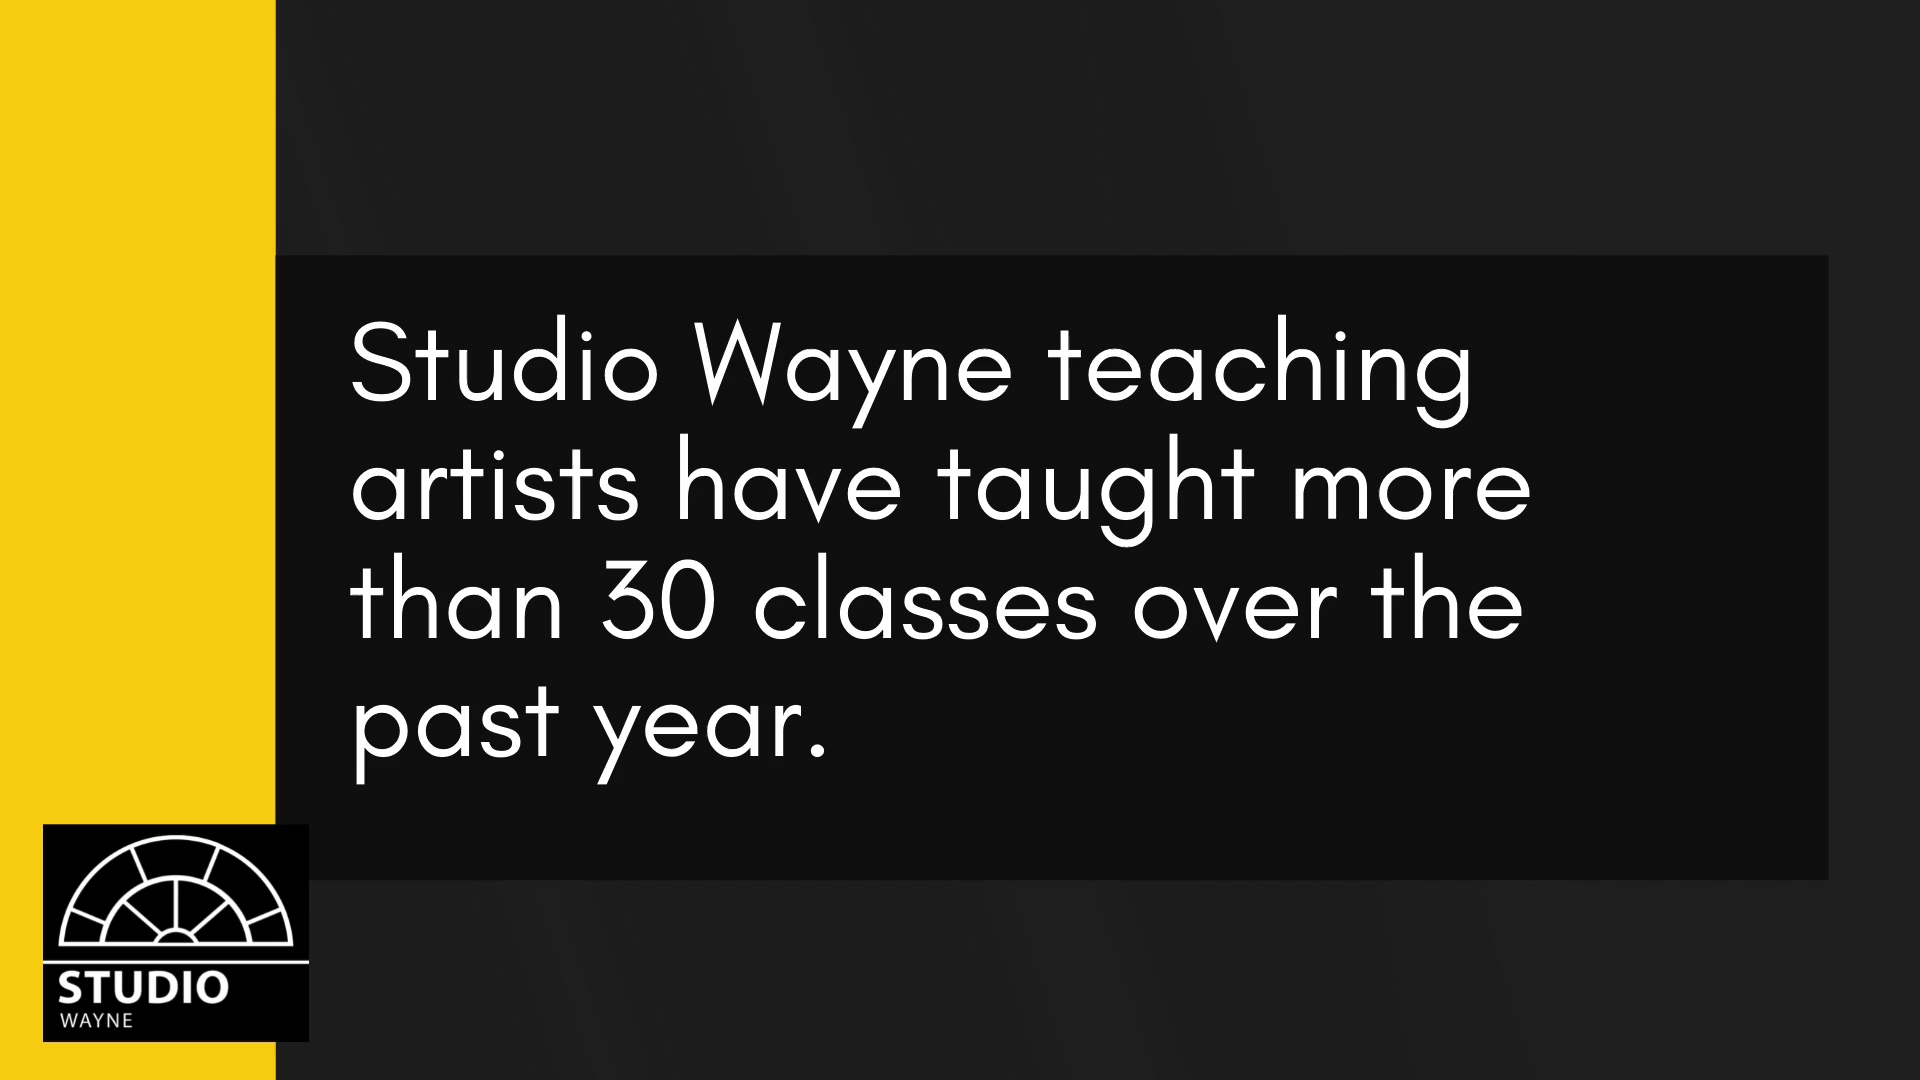 Studio Wayne teaching
artists have taught more
than 30 classes over the
past year.
STUDIO
WAYNE